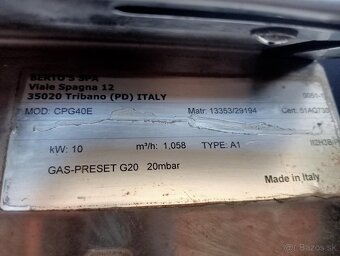 BERTO'S SPA
Viale Spagna 12
35020 Tribano (PD) ITALY
MOD: CPG40E Matr: 13353/29194 Cert:
kW: 10 m³/h: 1,058 TYPE: A1
GAS-PRESET G20 20mbar
Made in Italy
bazos.sk